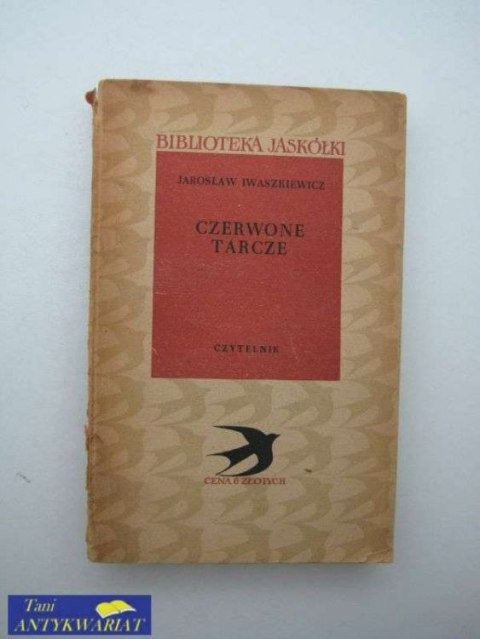 BIBLIOTEKA JASKÓŁKI
JAROSŁAW IWASZKIEWICZ
CZERWONE
TARCZE
CZYTELNIK
CENA 6 ZŁOTYCH
Tani
ANTYKWARIAT